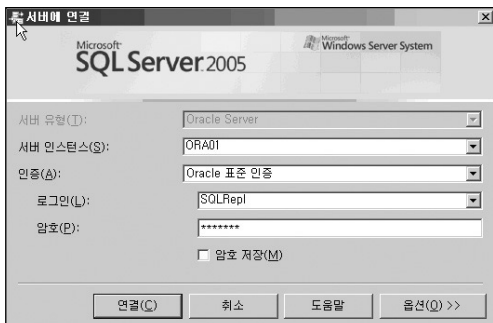 서버에 연결
Microsoft
SQL Server 2005
Microsoft
Windows Server System
서버 유형(T):
Oracle Server
서버 인스턴스(S):
ORA01
인증(A):
Oracle 표준 인증
로그인(L):
SQLRepl
암호(P):
*******
암호 저장(M)
연결(C)
취소
도움말
옵션(O) >>